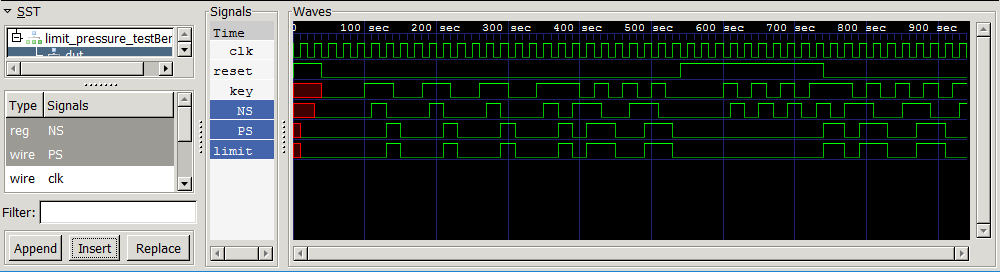 SST
limit_pressure_testBer
dut
Type Signals
reg NS
wire PS
wire clk
Filter:
Append Insert Replace
Signals
Time
clk
reset
key
NS
PS
limit
Waves
0 100 sec 200 sec 300 sec 400 sec 500 sec 600 sec 700 sec 800 sec 900 sec